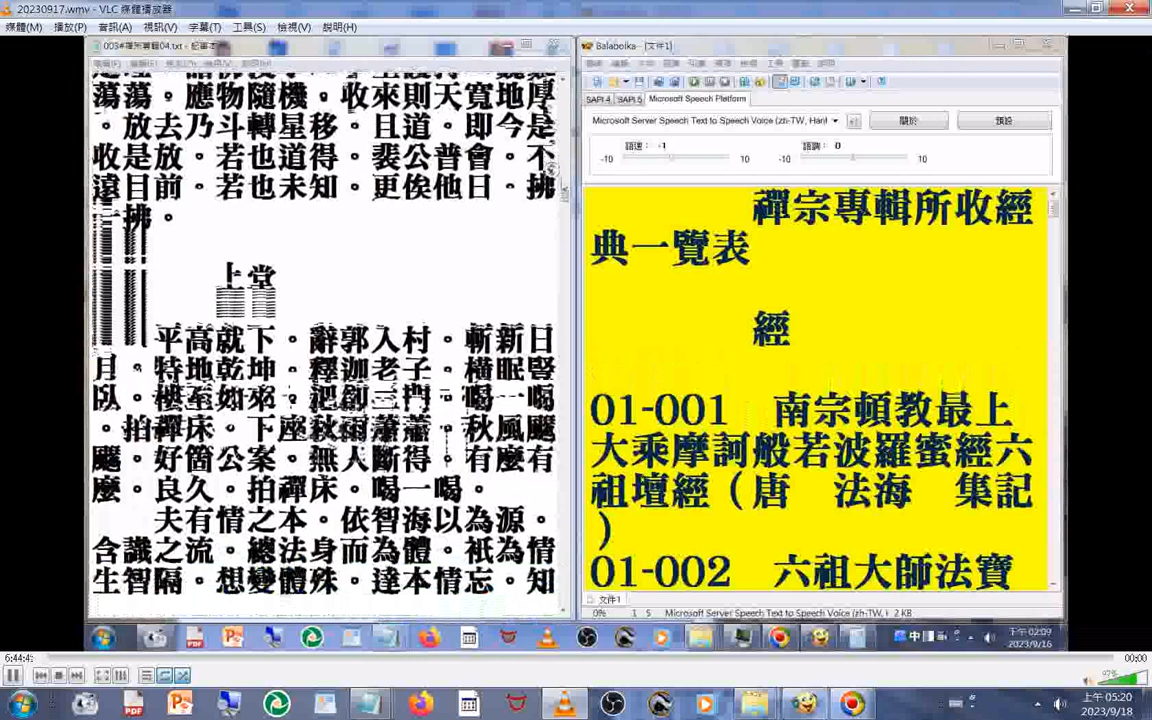 20230917.wmv - VLC 媒體播放器
媒體(M) 播放(P) 音訊(A) 視訊(V) 字幕(T) 工具(S) 檢視(V) 說明(H)
蕩蕩。應物隨機。收來則天寬地厚
。放去乃斗轉星移。且道。即今是
收是放。若也道得。裴公普會。不
遠目前。若也未知。更俟他日。拂
一拂。
上堂
平高就下。辭郭入村。斬新日
月。特地乾坤。釋迦老子。橫眠豎
臥。
拍禪床。下座。秋雨蕭蕭。秋風颼
颼。好箇公案。無人斷得。有麼有
麼。良久。拍禪床。喝一喝。
夫有情之本。依智海以為源。
含識之流。總法身而為體。祇為情
生智隔。想變體殊。達本情忘。知
Balabolka - [文件1]
SAPI 4 SAPI 5 Microsoft Speech Platform
Microsoft Server Speech Text to Speech Voice (zh-TW, Han
關於
預設
語速： -1
語調： 0
-10 10 -10 10
禪宗專輯所收經
典一覽表
經
01-001 南宗頓教最上
大乘摩訶般若波羅蜜經六
祖壇經（唐 法海 集記
）
01-002 六祖大師法寶
文件1
0% 1 : 5 Microsoft Server Speech Text to Speech Voice (zh-TW, 2 KB
下午 02:09
2023/9/16
6:44:4
00:00
97%
上午 05:20
2023/9/18